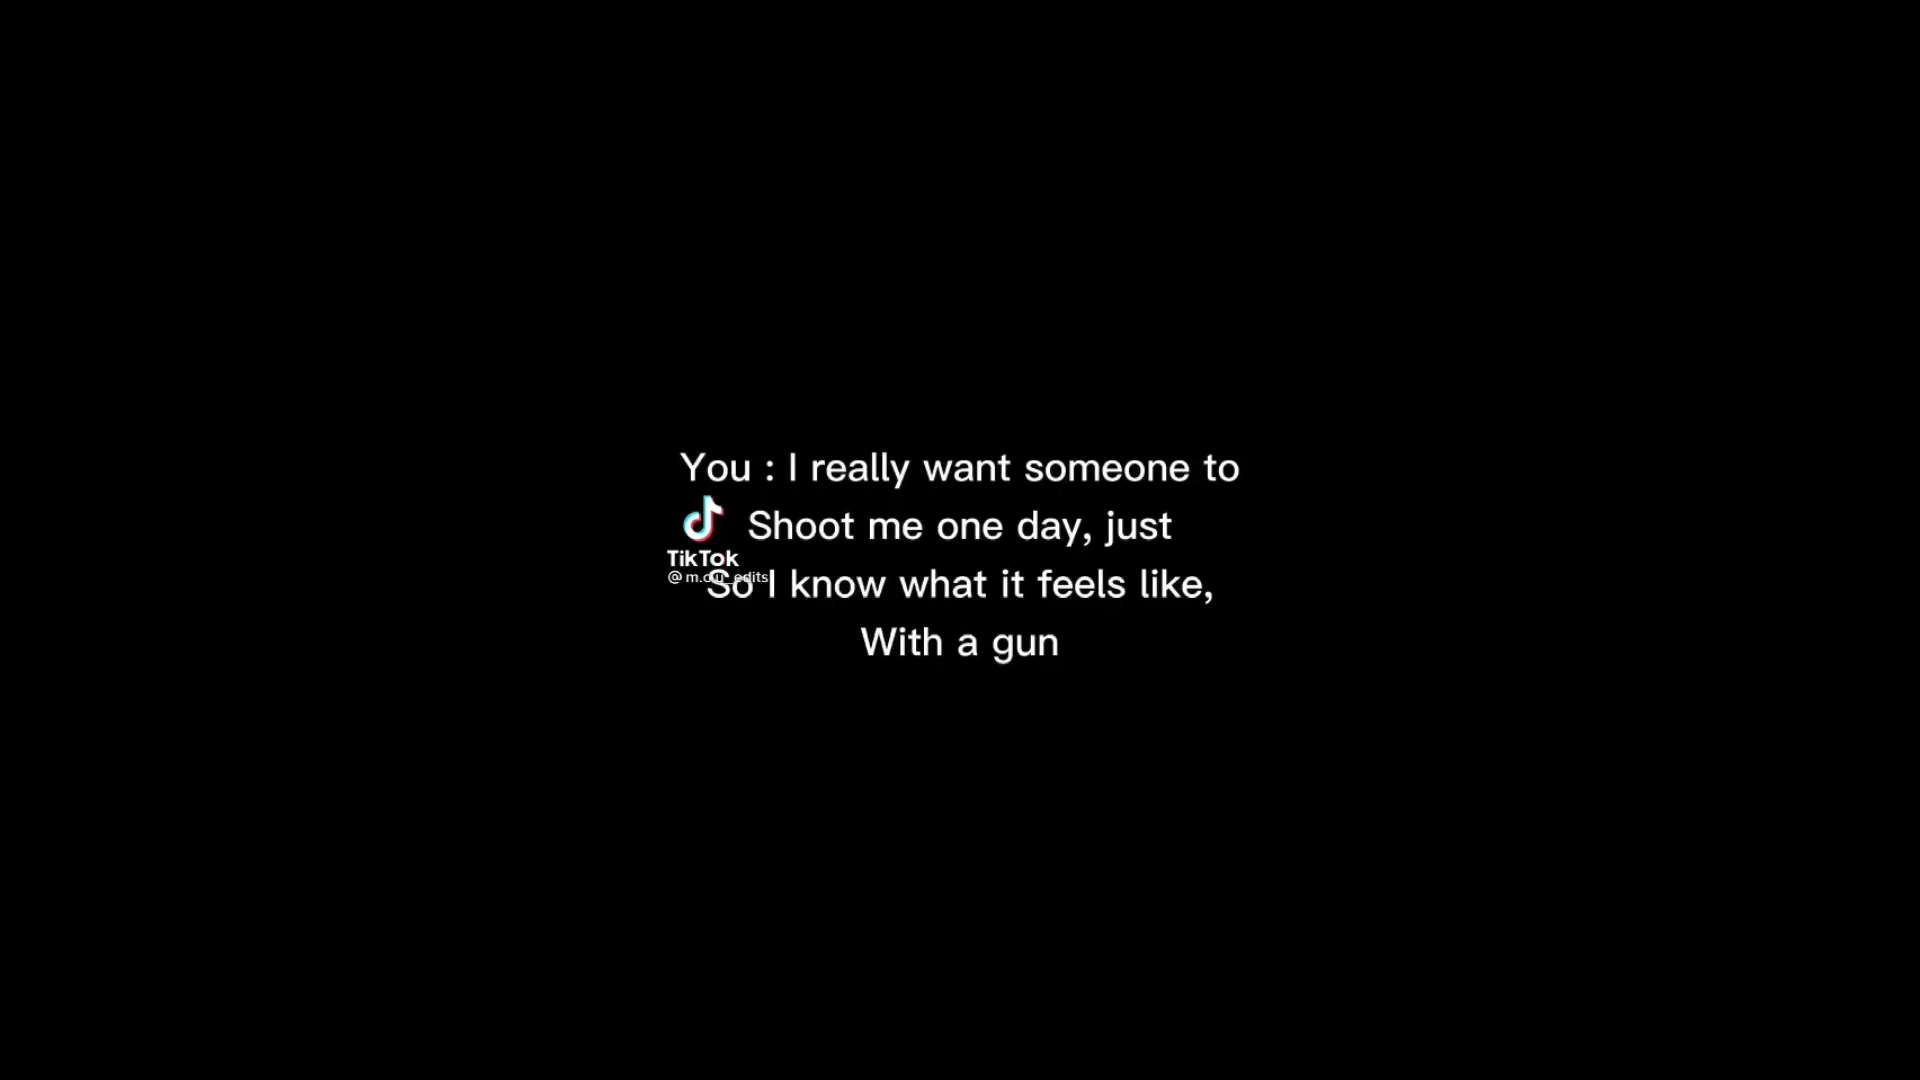 You : I really want someone to
Shoot me one day, just
TikTok
So I know what it feels like,
With a gun